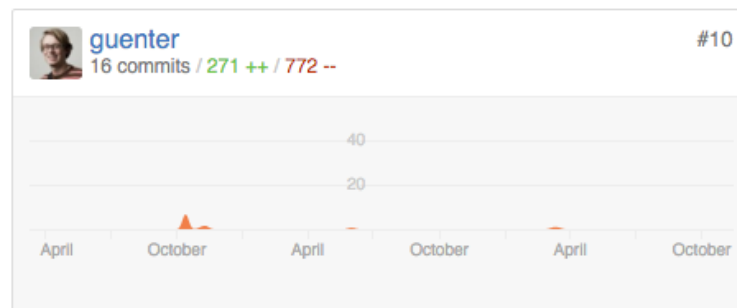 guenter
#10
16 commits / 271 ++ / 772 --
40
20
April October April October April October